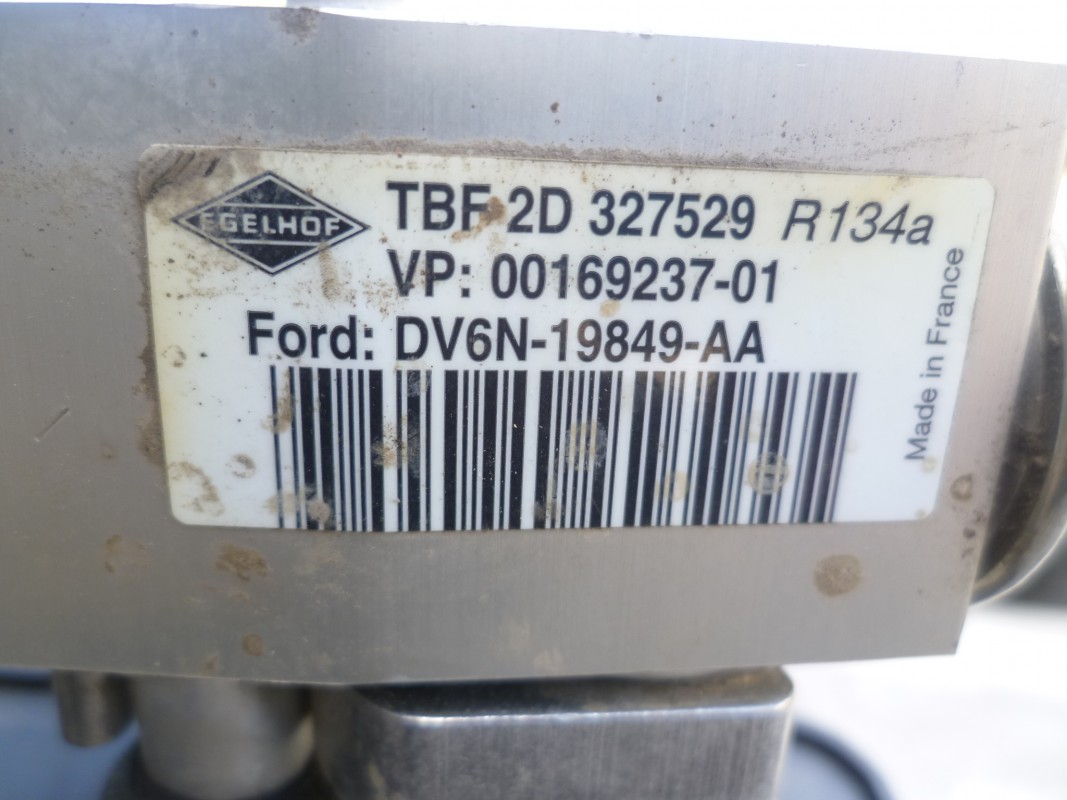 EGELHOF
TBF 2D 327529 R134a
VP: 00169237-01
Ford: DV6N-19849-AA
Made in France